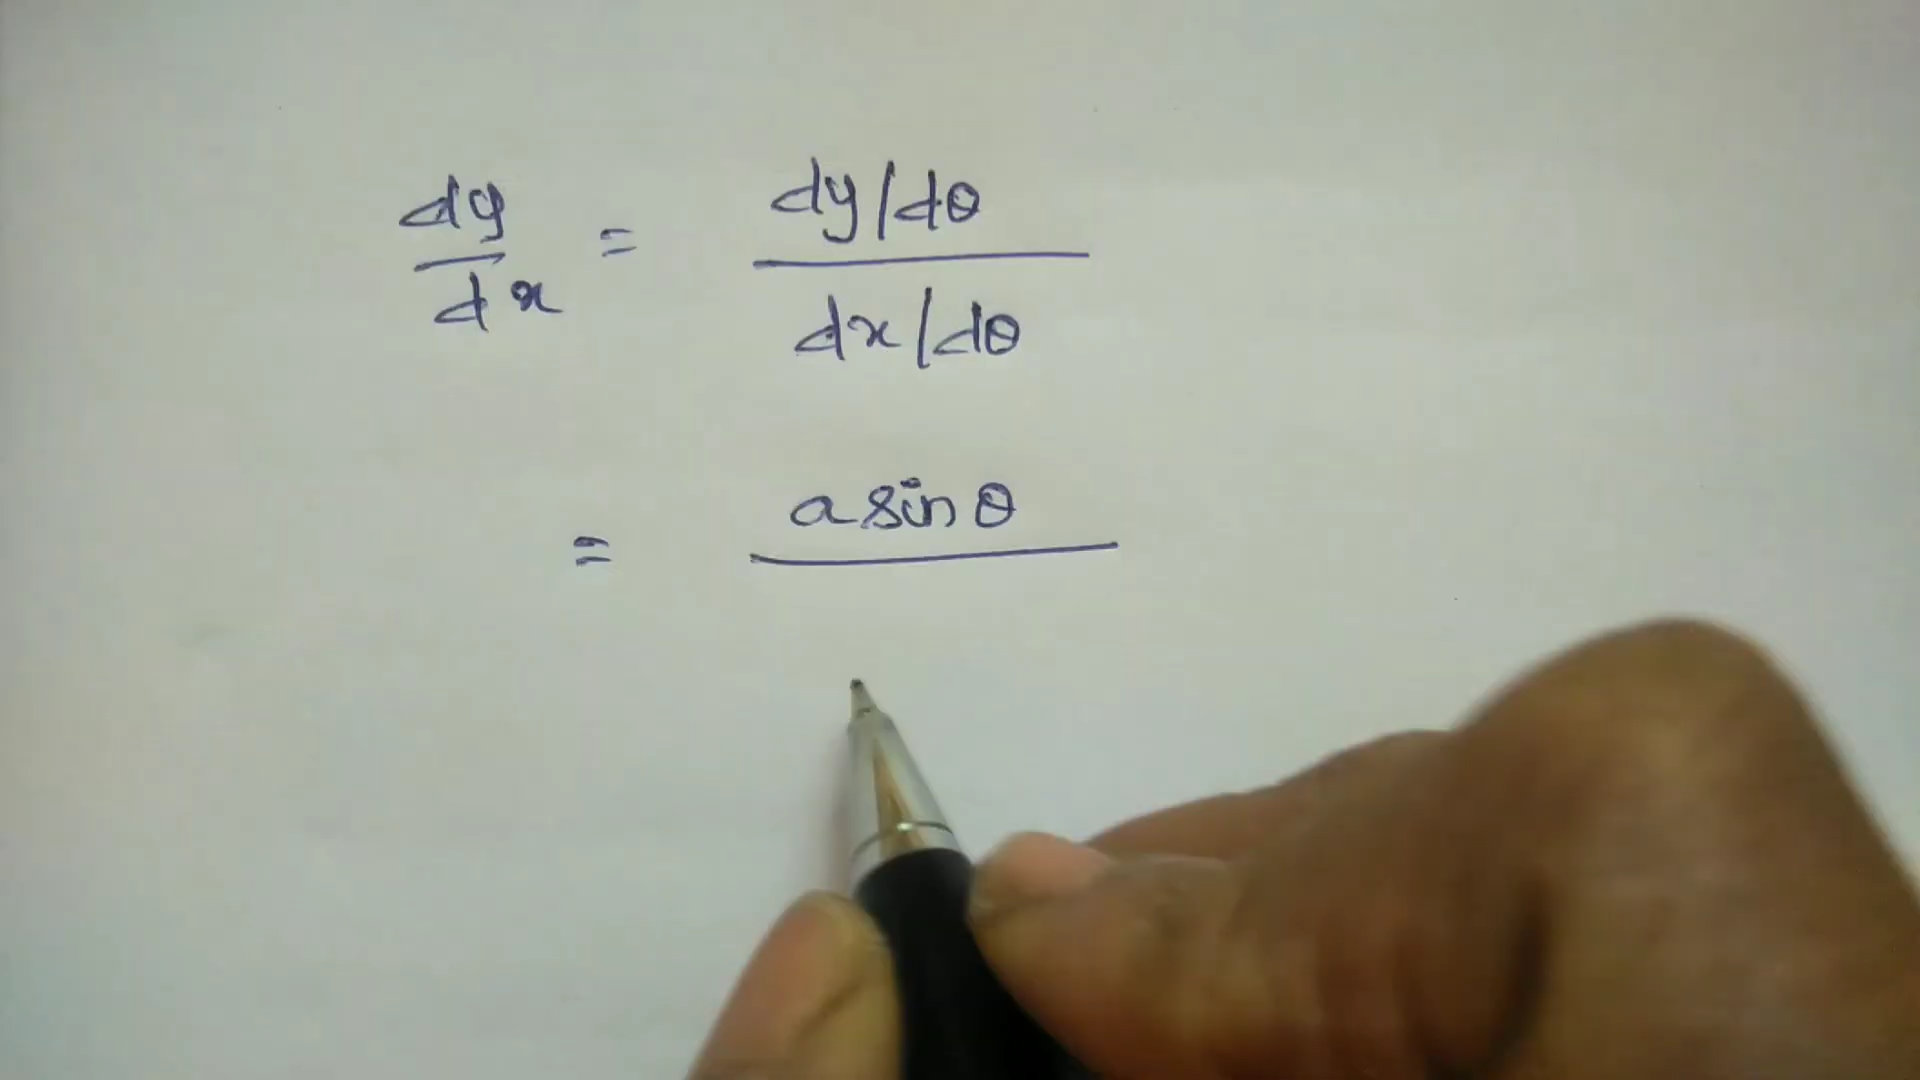 dy/dx = (dy/dθ)/(dx/dθ)
= a sin θ